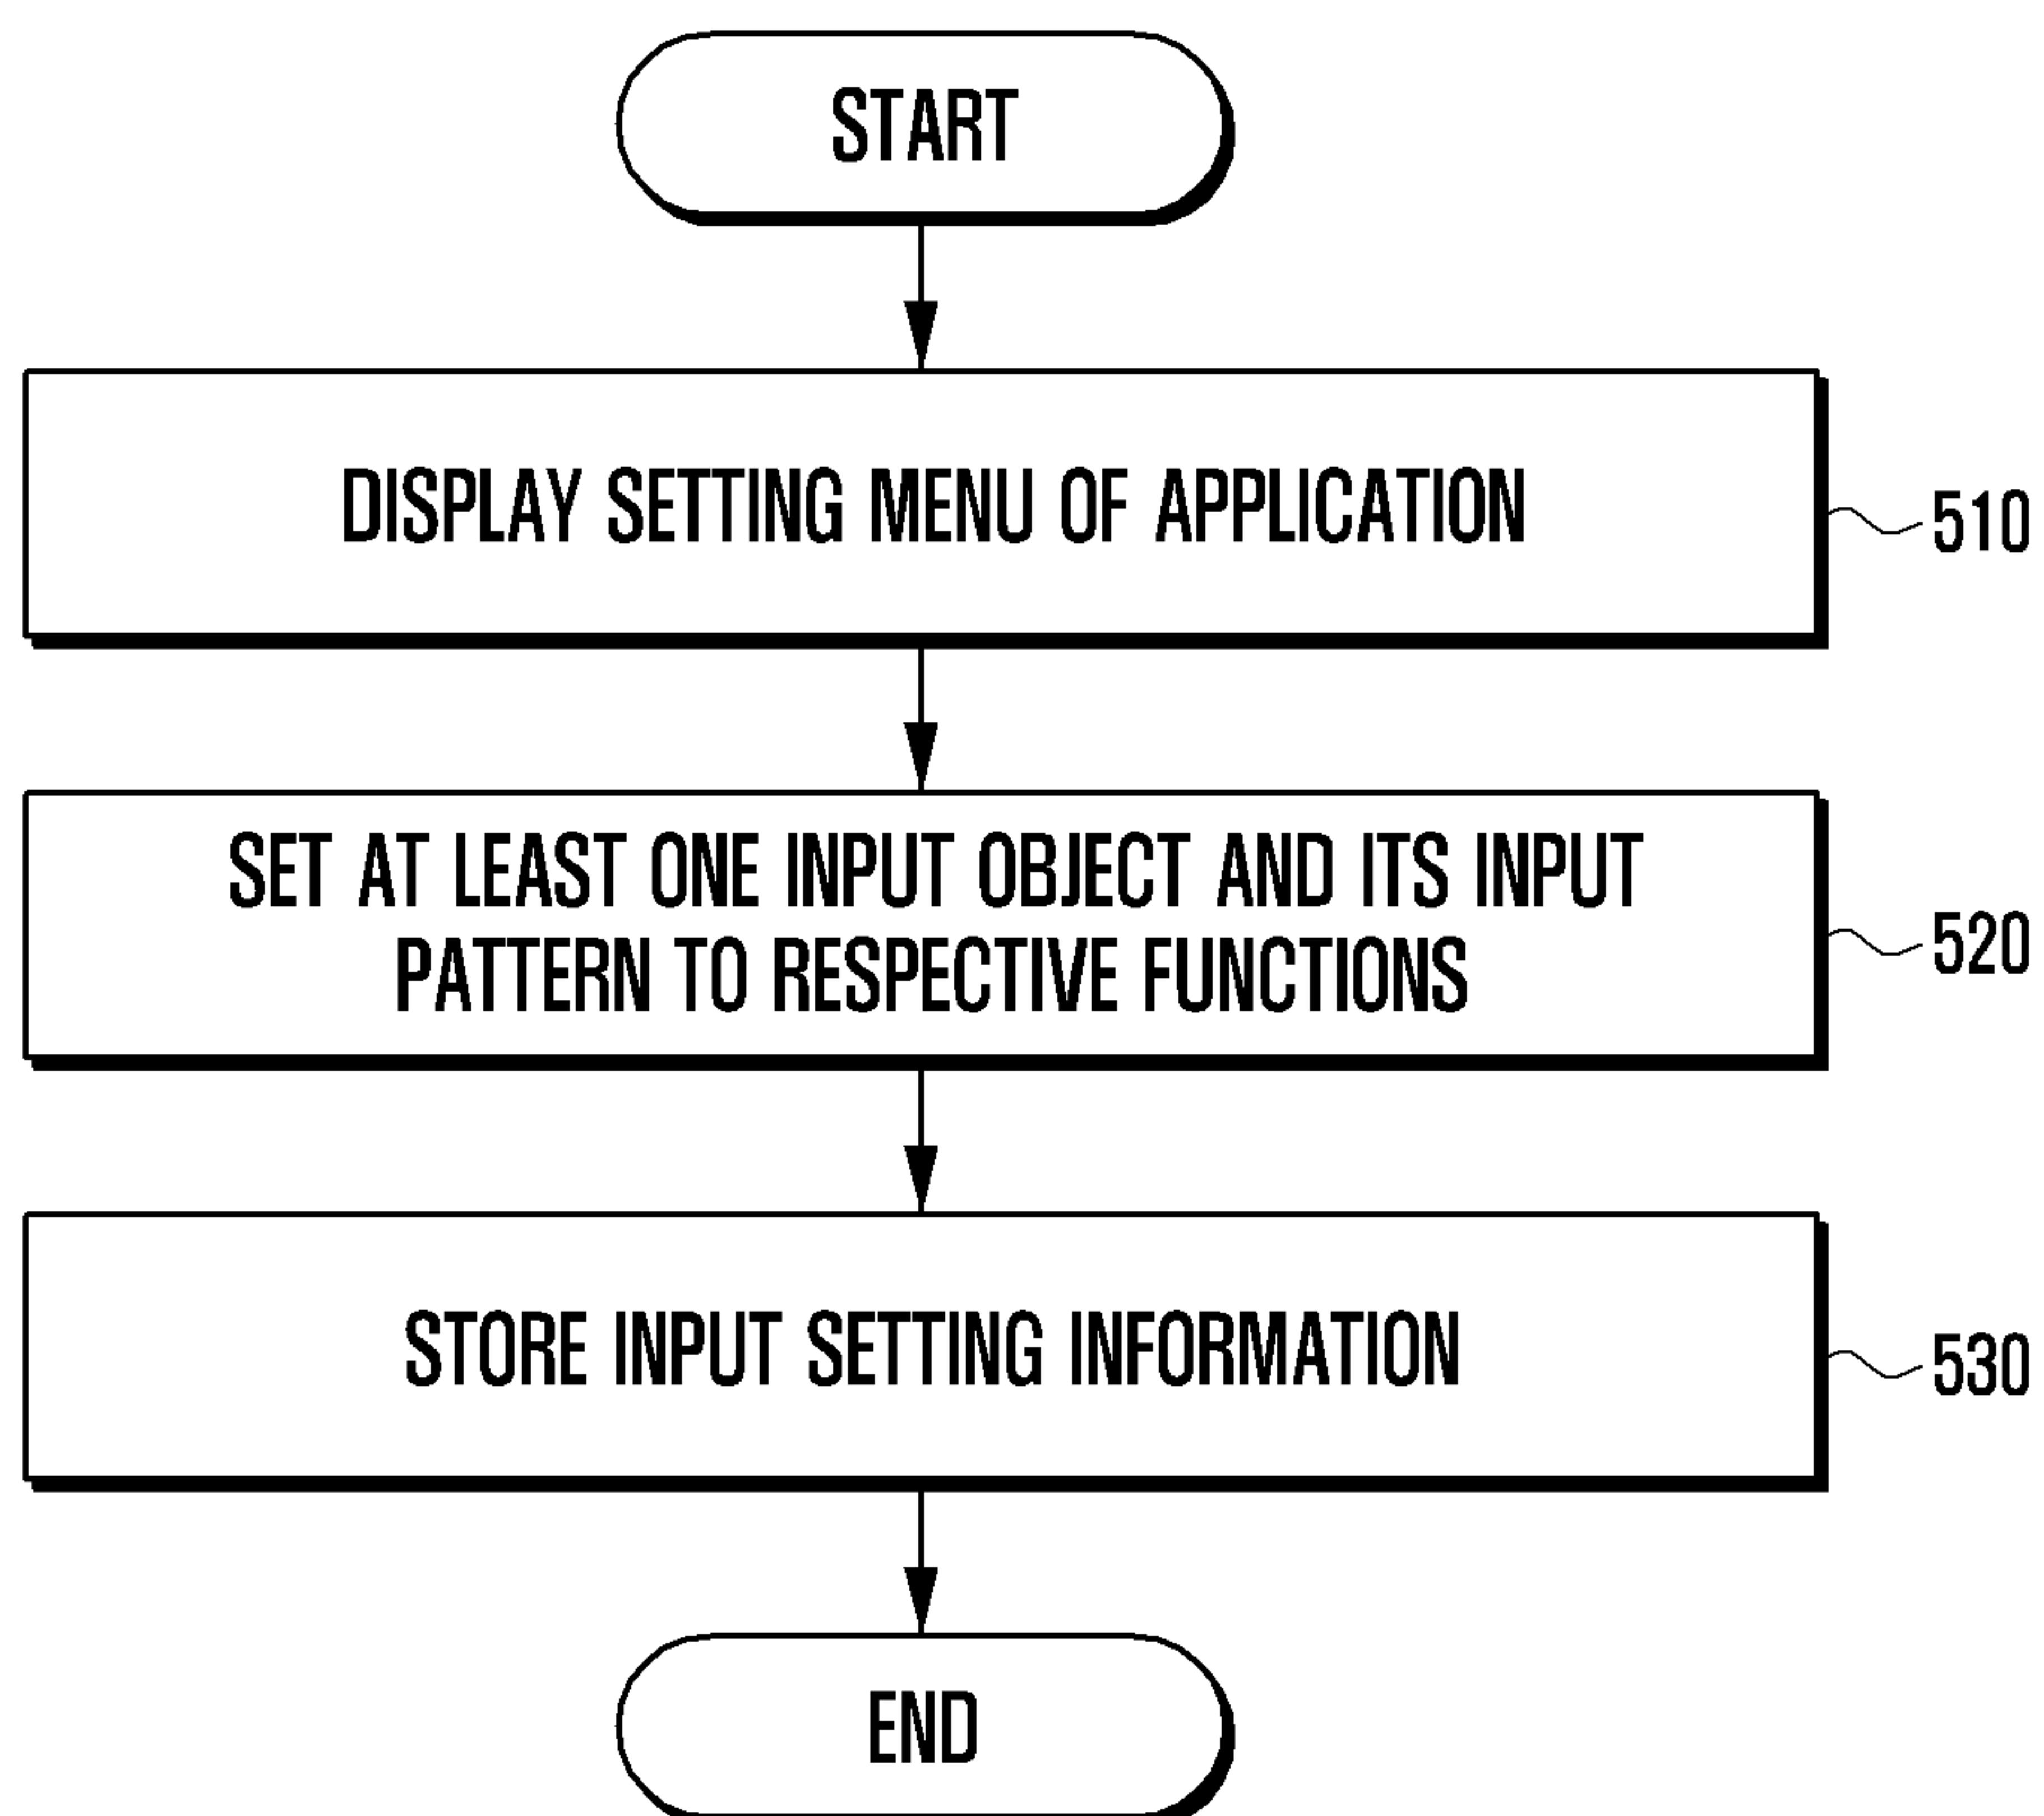 START
DISPLAY SETTING MENU OF APPLICATION
510
SET AT LEAST ONE INPUT OBJECT AND ITS INPUT
PATTERN TO RESPECTIVE FUNCTIONS
520
STORE INPUT SETTING INFORMATION
530
END